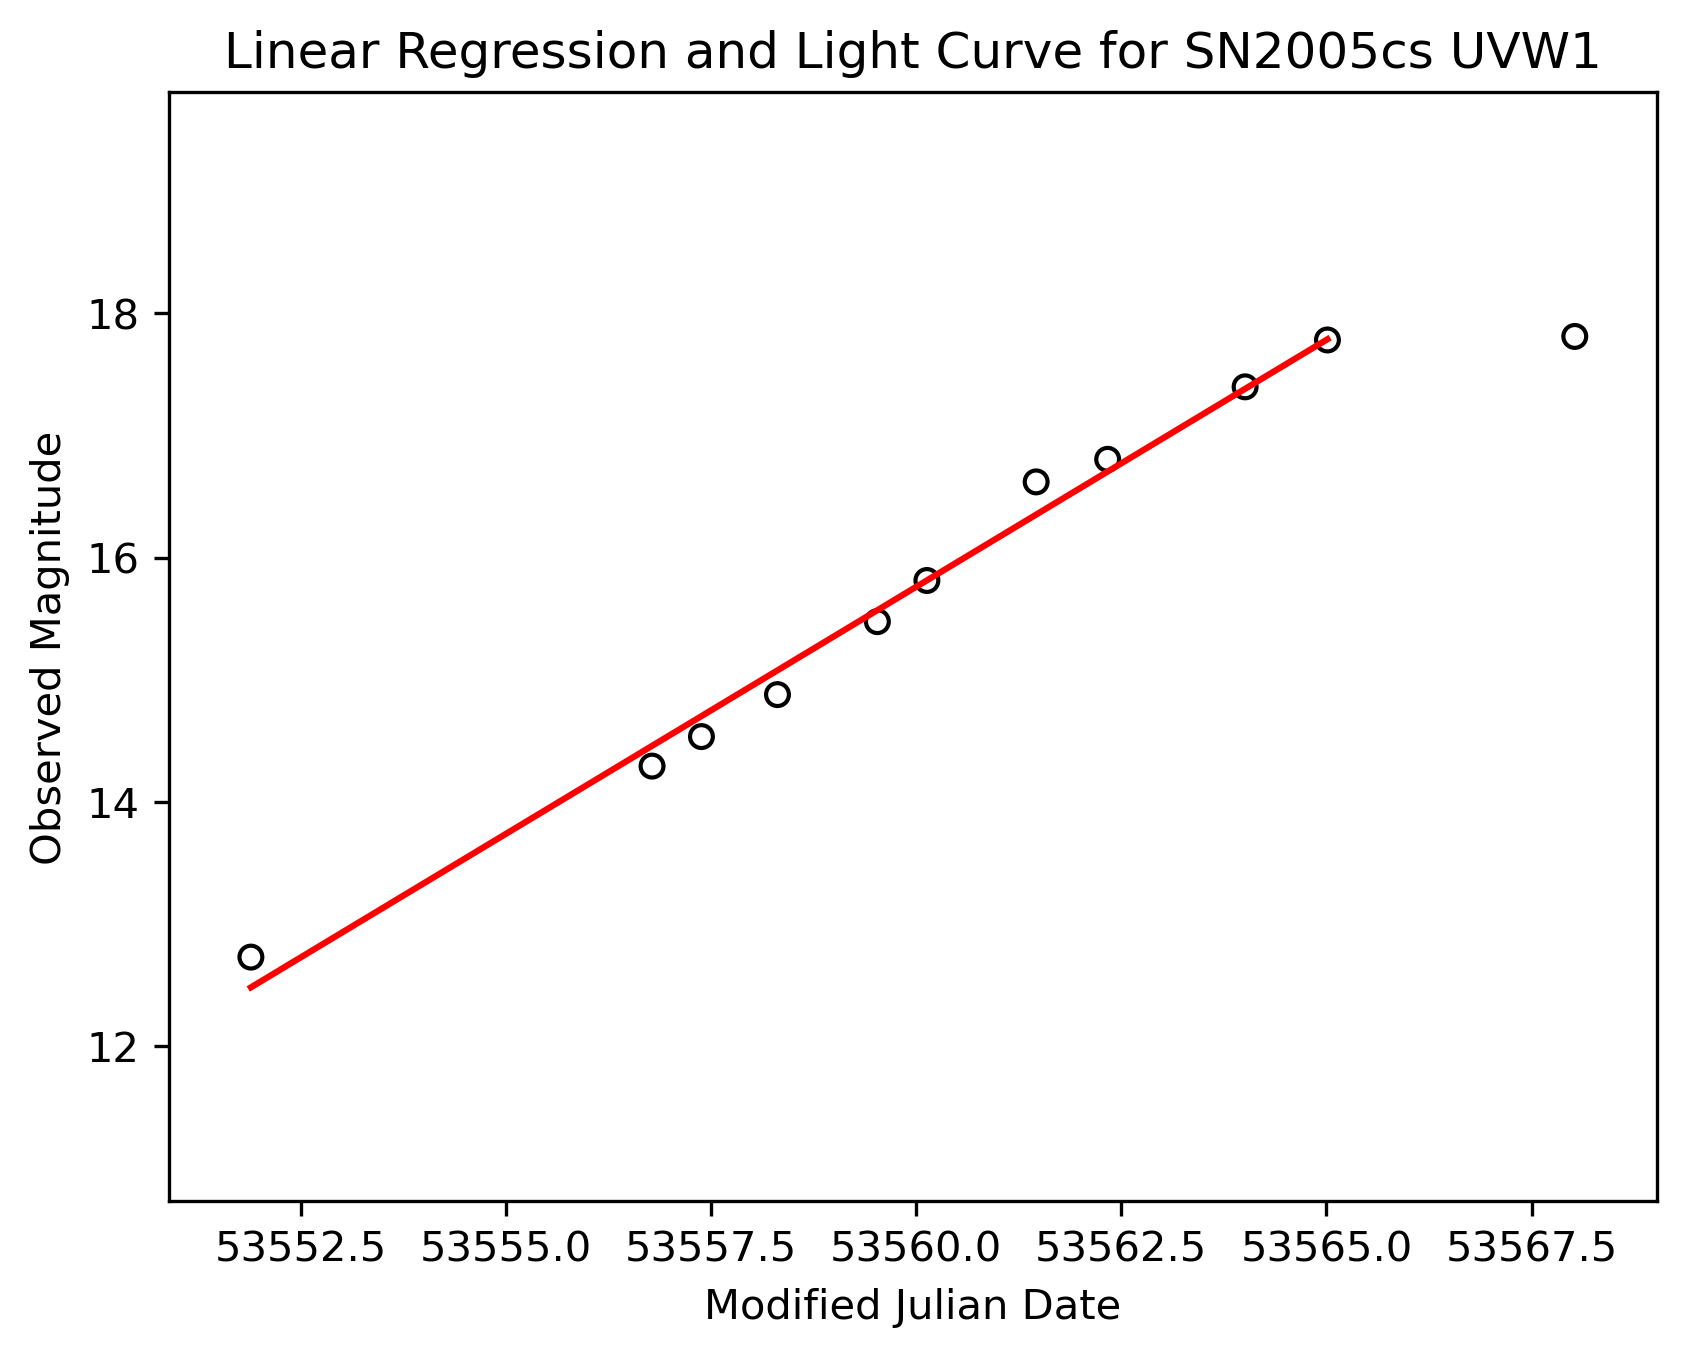 Linear Regression and Light Curve for SN2005cs UVW1
Observed Magnitude
18
16
14
12
53552.5 53555.0 53557.5 53560.0 53562.5 53565.0 53567.5
Modified Julian Date